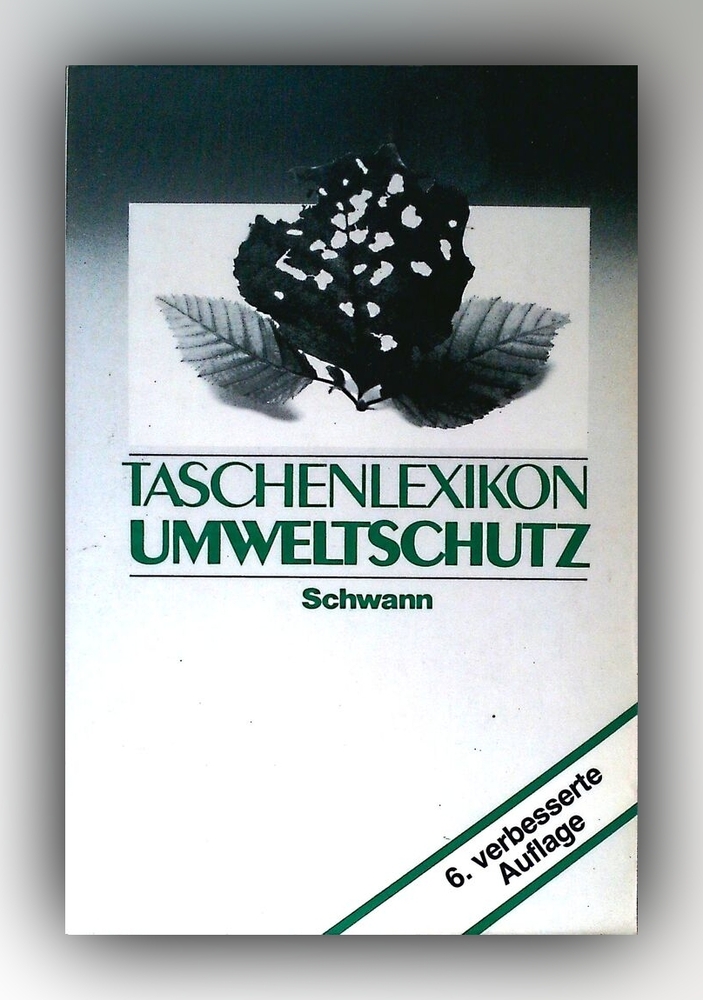 TASCHENLEXIKON
UMWELTSCHUTZ
Schwann
6. verbesserte
Auflage